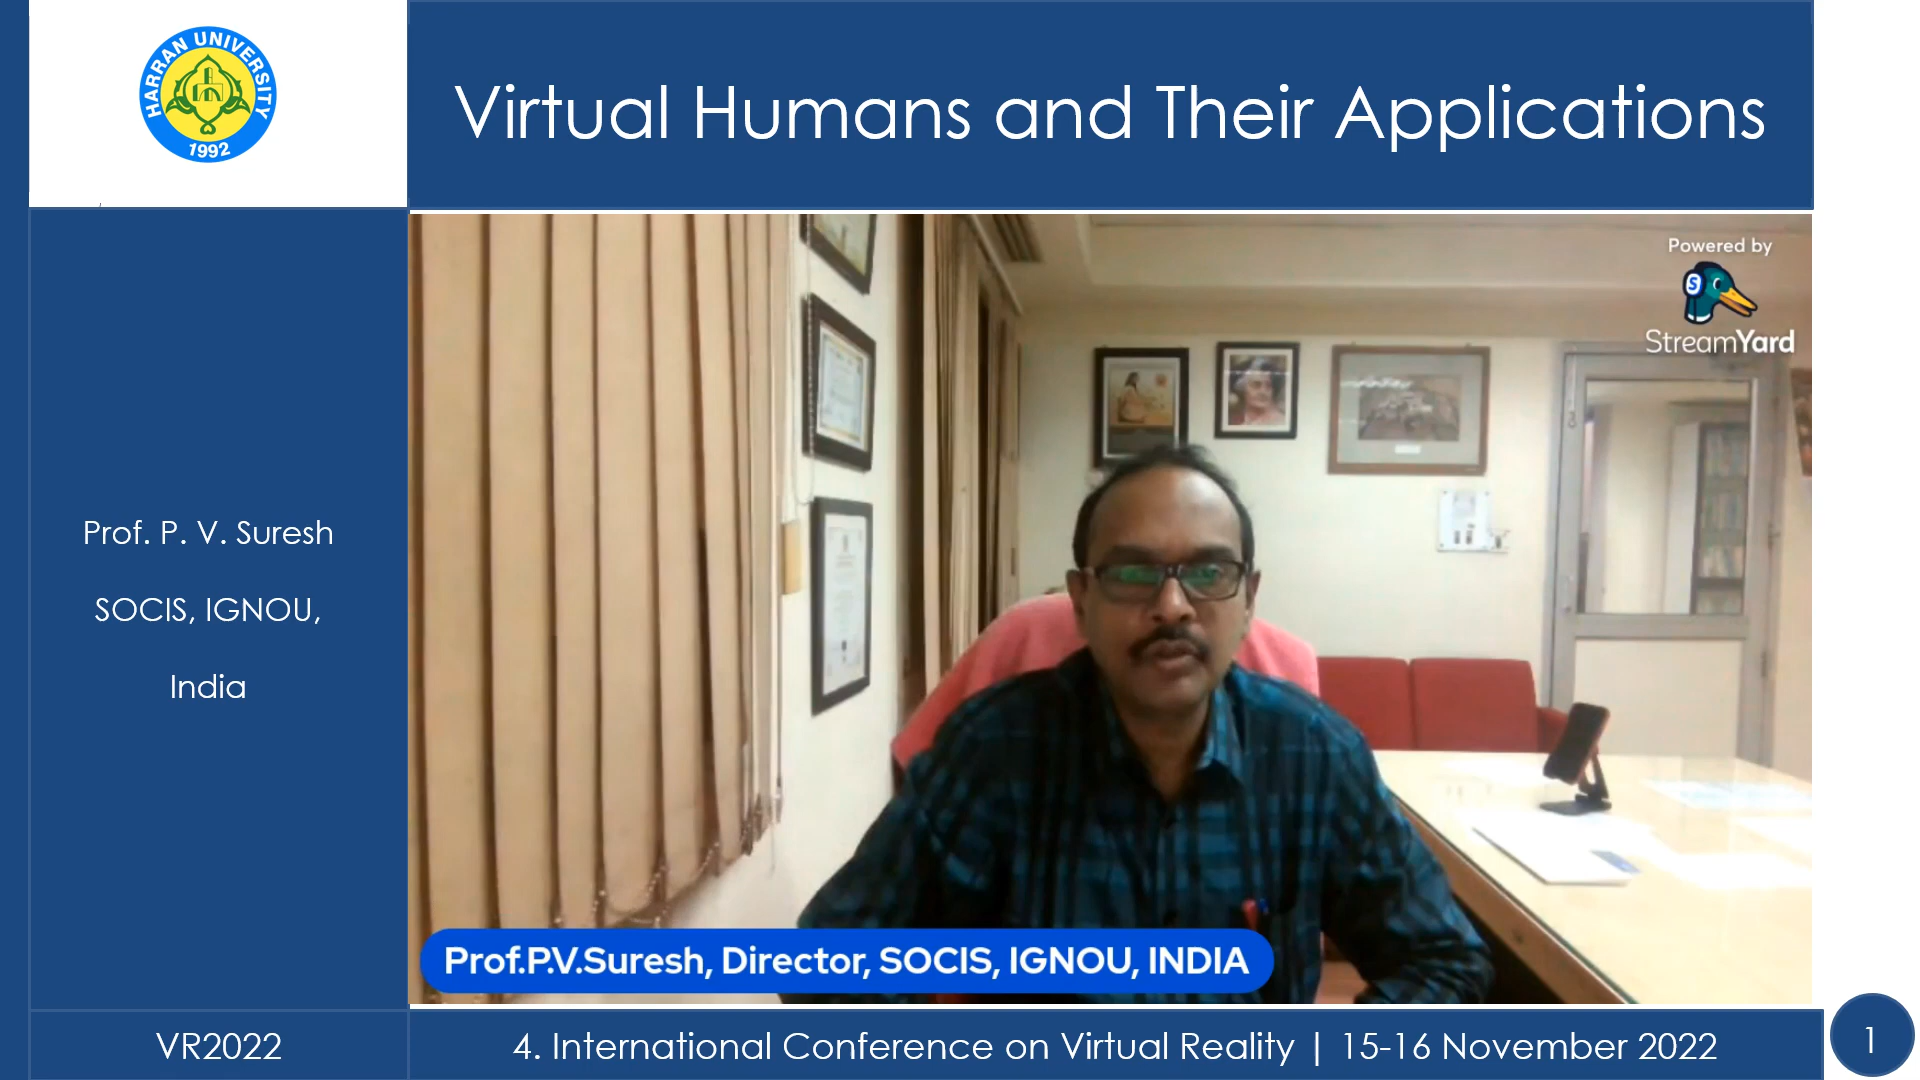 HARRAN UNIVERSITY
1992
Virtual Humans and Their Applications
Powered by
S
StreamYard
Prof. P. V. Suresh
SOCIS, IGNOU,
India
Prof.P.V.Suresh, Director, SOCIS, IGNOU, INDIA
VR2022
4. International Conference on Virtual Reality | 15-16 November 2022
1